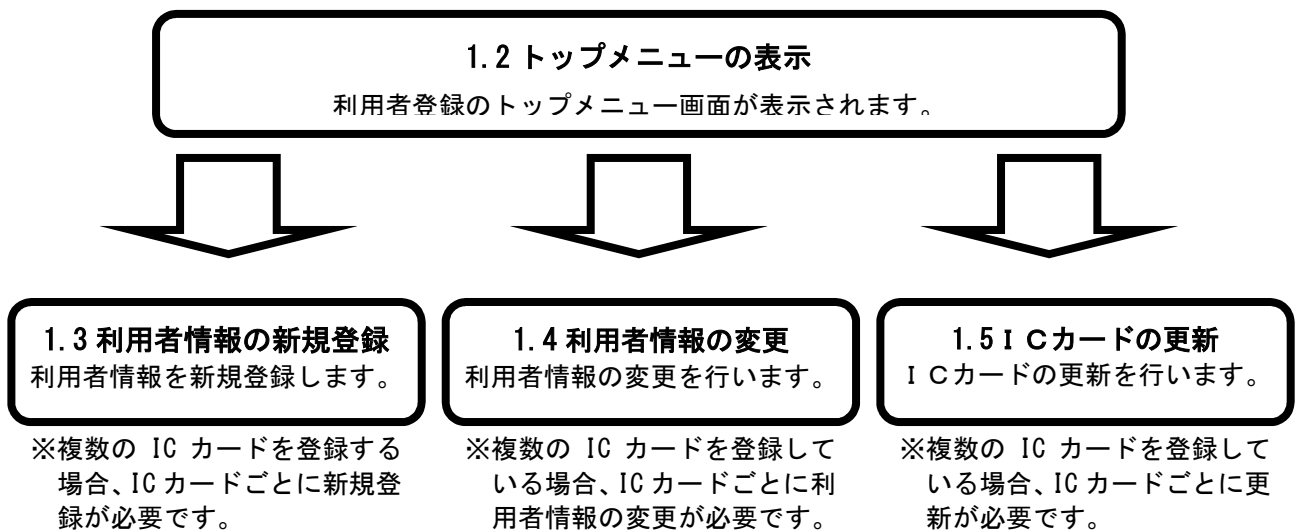 1.2 トップメニューの表示
利用者登録のトップメニュー画面が表示されます。
1.3 利用者情報の新規登録
利用者情報を新規登録します。
※複数の IC カードを登録する
場合、IC カードごとに新規登
録が必要です。
1.4 利用者情報の変更
利用者情報の変更を行います。
※複数の IC カードを登録して
いる場合、IC カードごとに利
用者情報の変更が必要です。
1.5 ICカードの更新
ICカードの更新を行います。
※複数の IC カードを登録して
いる場合、IC カードごとに更
新が必要です。